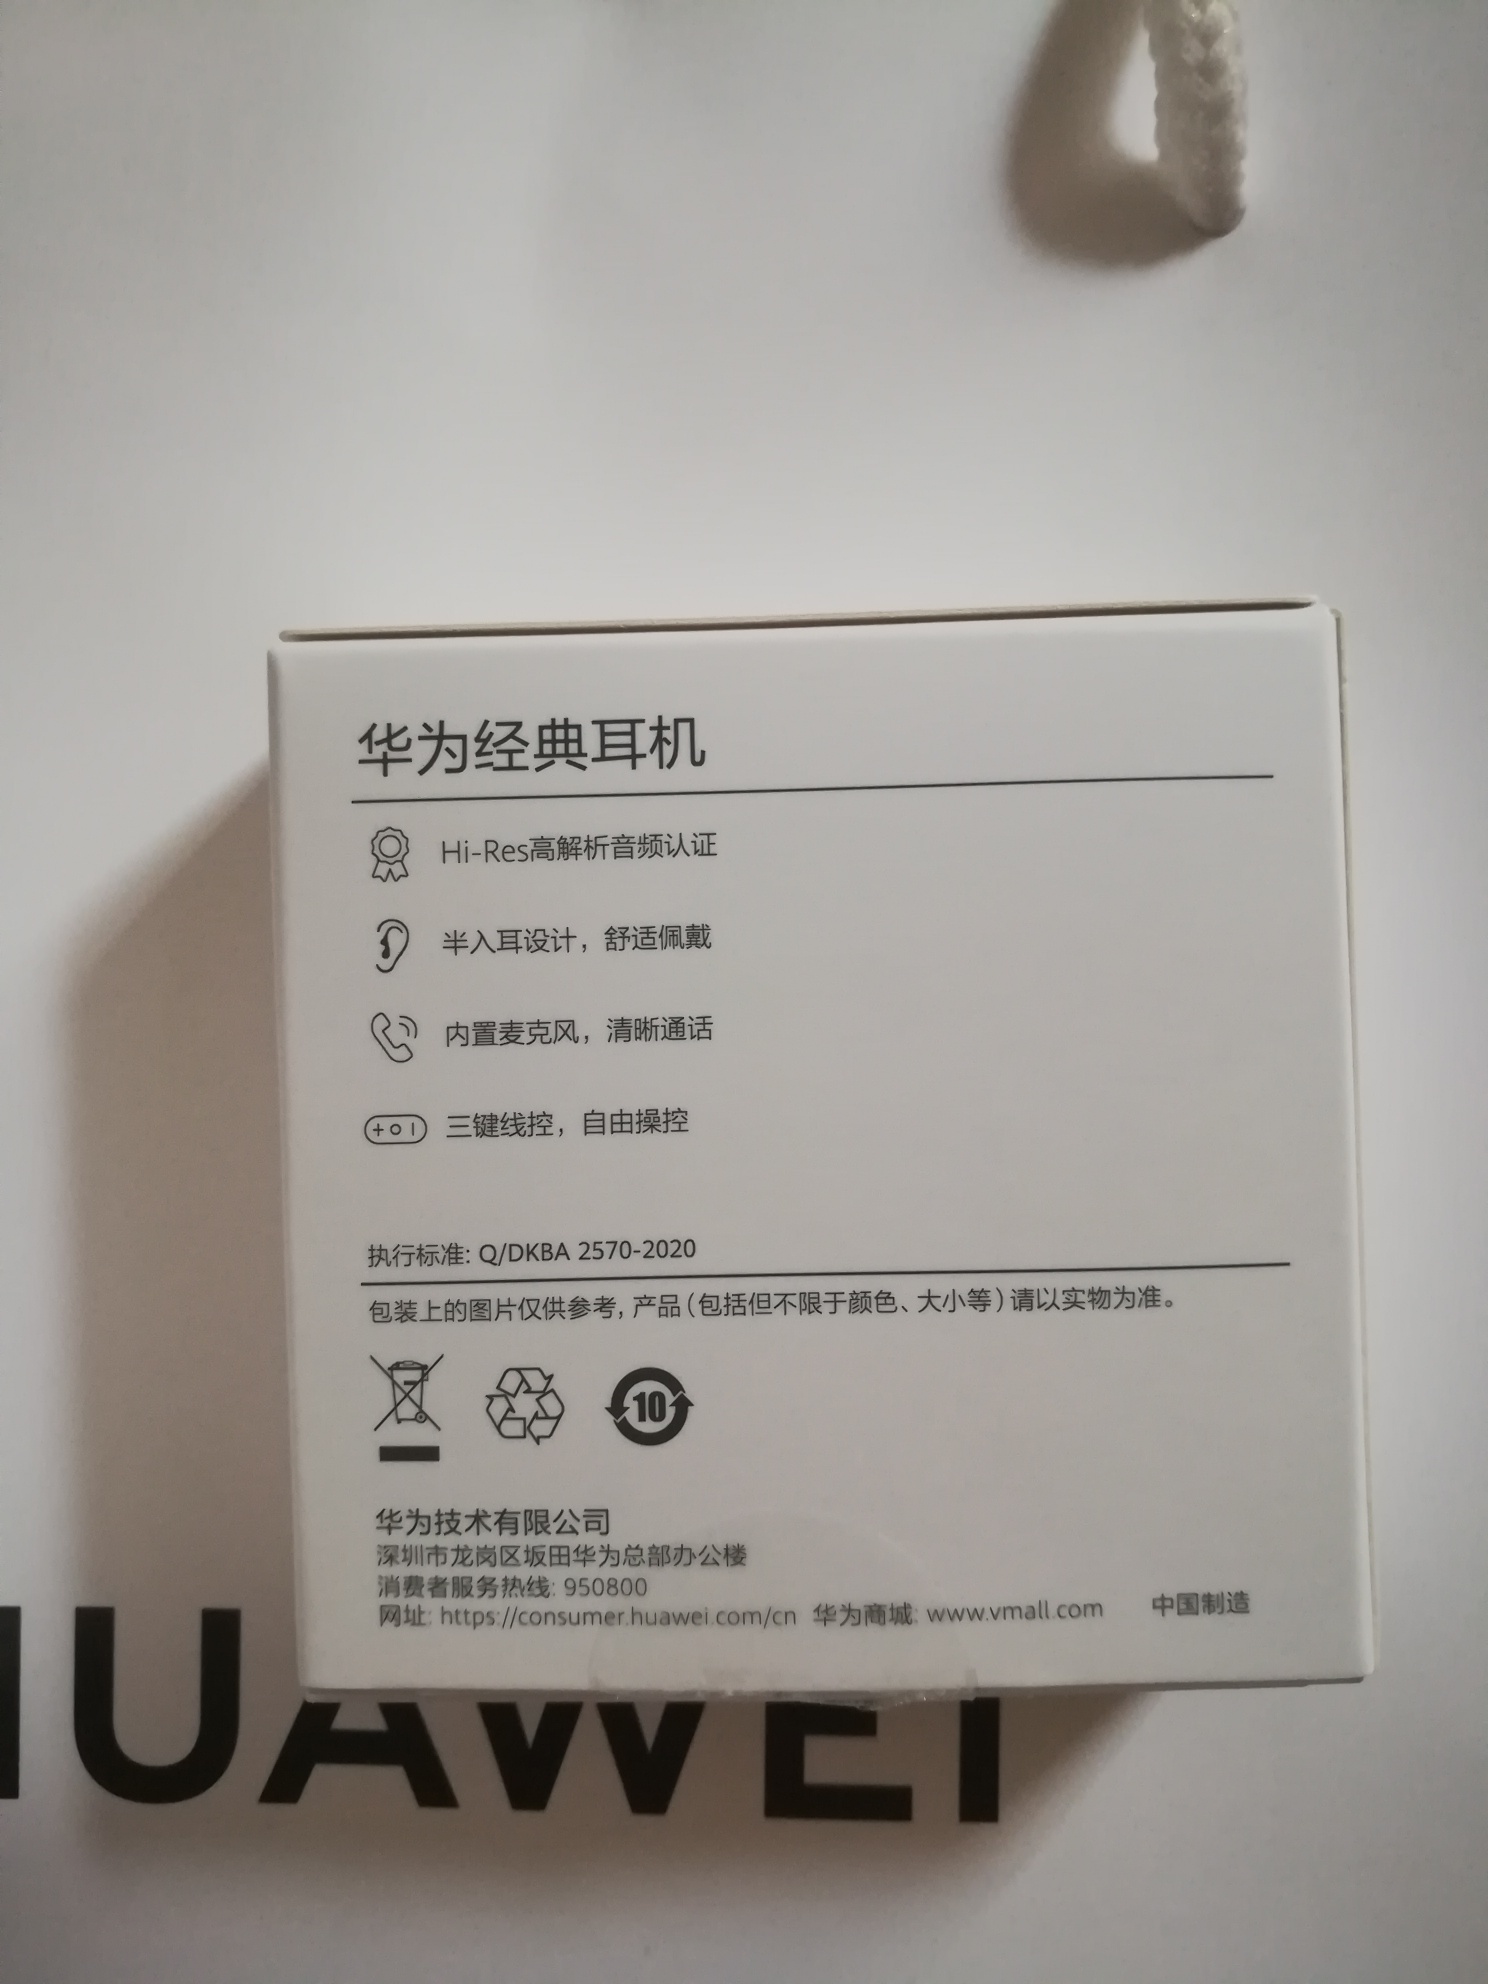 华为经典耳机
Hi-Res高解析音频认证
半入耳设计，舒适佩戴
内置麦克风，清晰通话
三键线控，自由操控
执行标准: Q/DKBA 2570-2020
包装上的图片仅供参考, 产品(包括但不限于颜色、大小等)请以实物为准。
10
华为技术有限公司
深圳市龙岗区坂田华为总部办公楼
消费者服务热线: 950800
网址: https://consumer.huawei.com/cn 华为商城: www.vmall.com 中国制造
HUAWEI